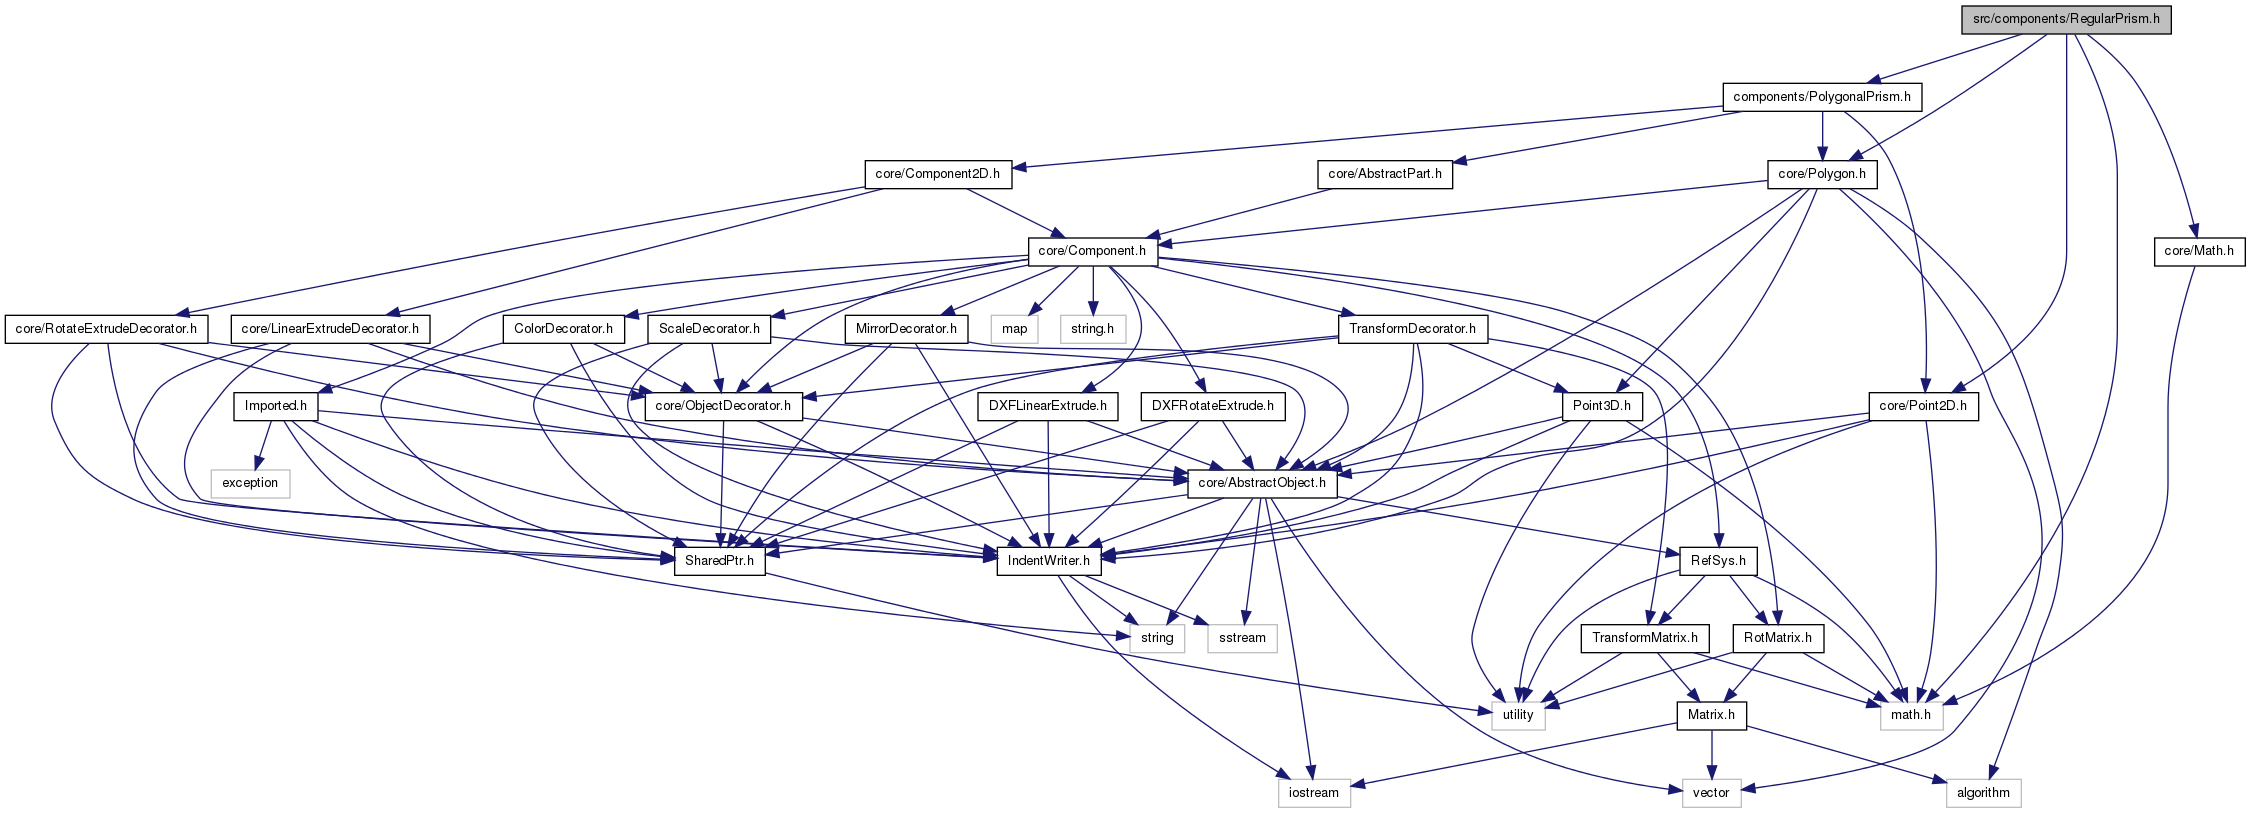 src/components/RegularPrism.h
components/PolygonalPrism.h
core/Component2D.h
core/AbstractPart.h
core/Polygon.h
core/Component.h
core/Math.h
core/RotateExtrudeDecorator.h
core/LinearExtrudeDecorator.h
ColorDecorator.h
ScaleDecorator.h
MirrorDecorator.h
map
string.h
TransformDecorator.h
Imported.h
core/ObjectDecorator.h
DXFLinearExtrude.h
DXFRotateExtrude.h
Point3D.h
core/Point2D.h
exception
core/AbstractObject.h
SharedPtr.h
IndentWriter.h
RefSys.h
string
sstream
TransformMatrix.h
RotMatrix.h
utility
Matrix.h
math.h
iostream
vector
algorithm